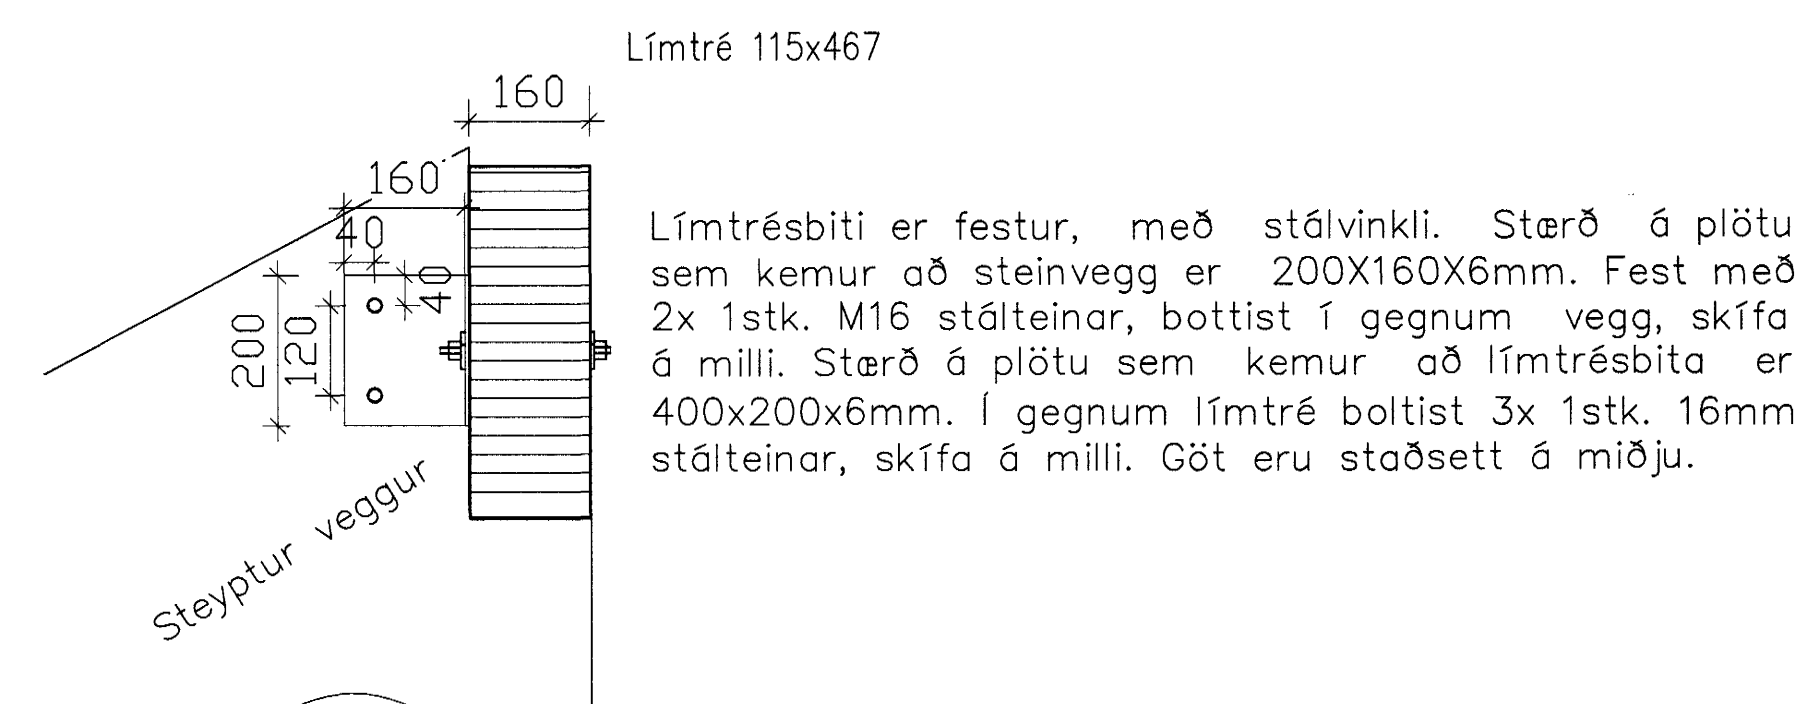 Límtré 115x467
160
160
40
40
200
120
Límtrésbiti er festur, með stálvinkli. Stærð á plötu
sem kemur að steinvegg er 200X160X6mm. Fest með
2x 1stk. M16 stálteinar, bottist í gegnum vegg, skífa
á milli. Stærð á plötu sem kemur að límtrésbita er
400x200x6mm. Í gegnum límtré boltist 3x 1stk. 16mm
stálteinar, skífa á milli. Göt eru staðsett á miðju.
Steyptur veggur